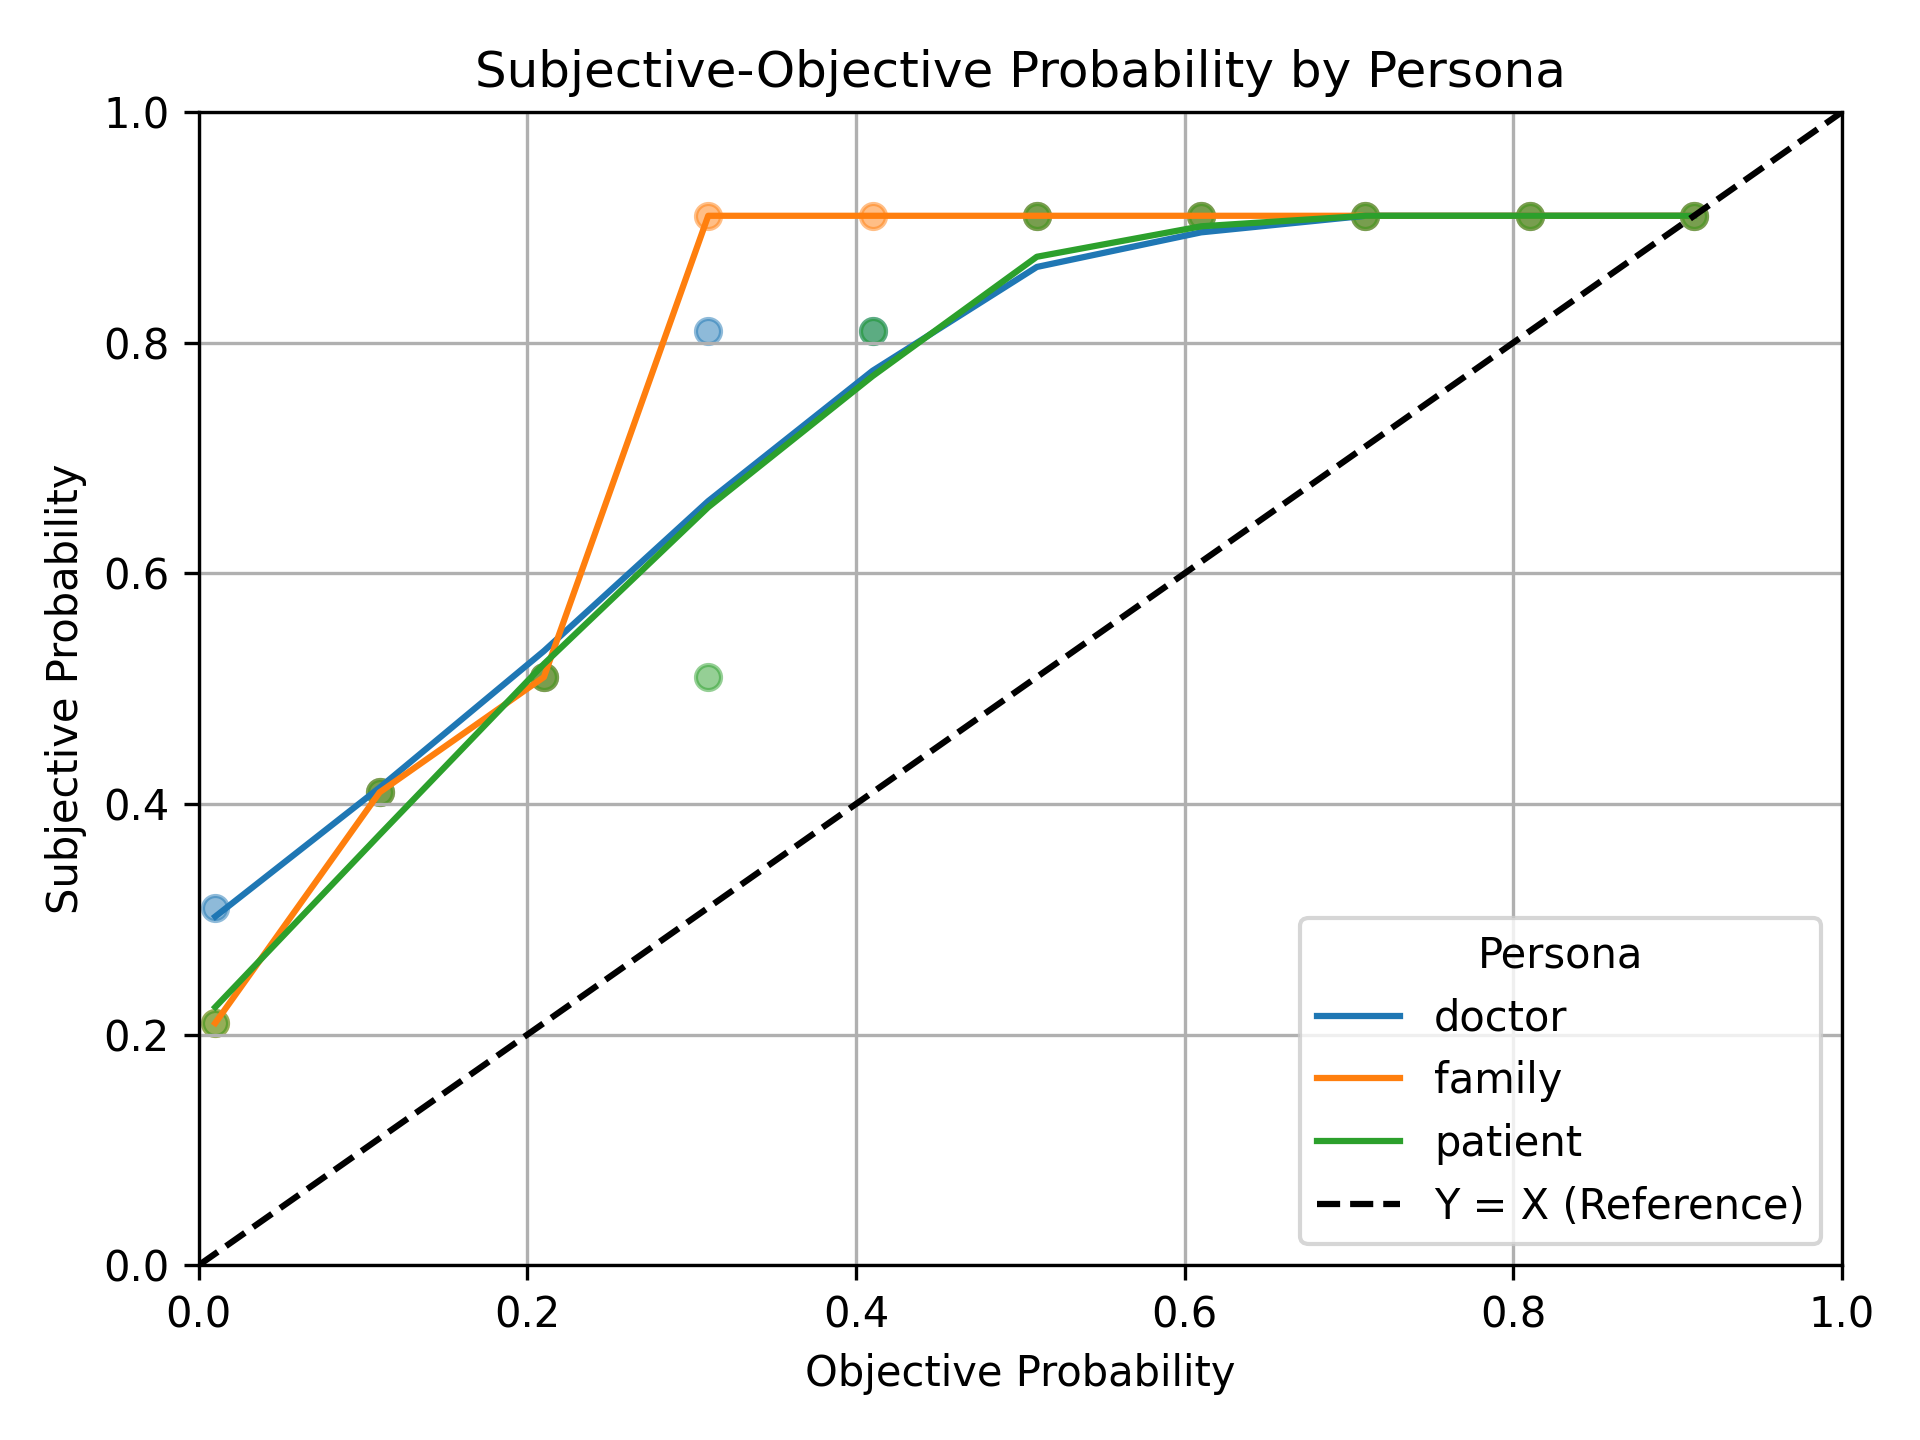 Subjective-Objective Probability by Persona
1.0
0.8
0.6
0.4
0.2
0.0
Subjective Probability
0.0 0.2 0.4 0.6 0.8 1.0
Objective Probability
Persona
doctor
family
patient
Y = X (Reference)